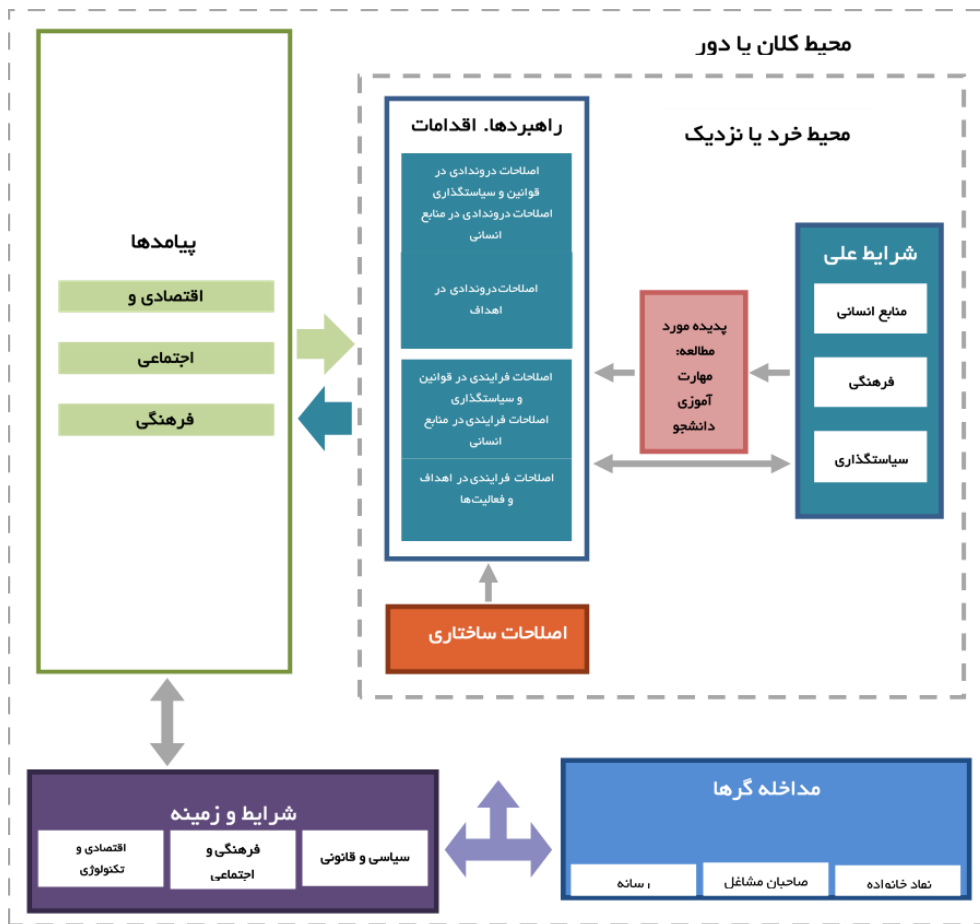 محیط کلان یا دور
محیط خرد یا نزدیک
شرایط علی
منابع انسانی
فرهنگی
سیاستگذاری
پدیده مورد
مطالعه:
مهارت
آموزی
دانشجو
راهبردها. اقدامات
اصلاحات دروندادی در
قوانین و سیاستگذاری
اصلاحات دروندادی در منابع
انسانی
اصلاحات دروندادی در
اهداف
اصلاحات فرایندی در قوانین
و سیاستگذاری
اصلاحات فرایندی در منابع
انسانی
اصلاحات فرایندی در اهداف
و فعالیت‌ها
اصلاحات ساختاری
پیامدها
اقتصادی و
اجتماعی
فرهنگی
مداخله گرها
نهاد خانواده
صاحبان مشاغل
رسانه
شرایط و زمینه
سیاسی و قانونی
فرهنگی و
اجتماعی
اقتصادی و
تکنولوژی